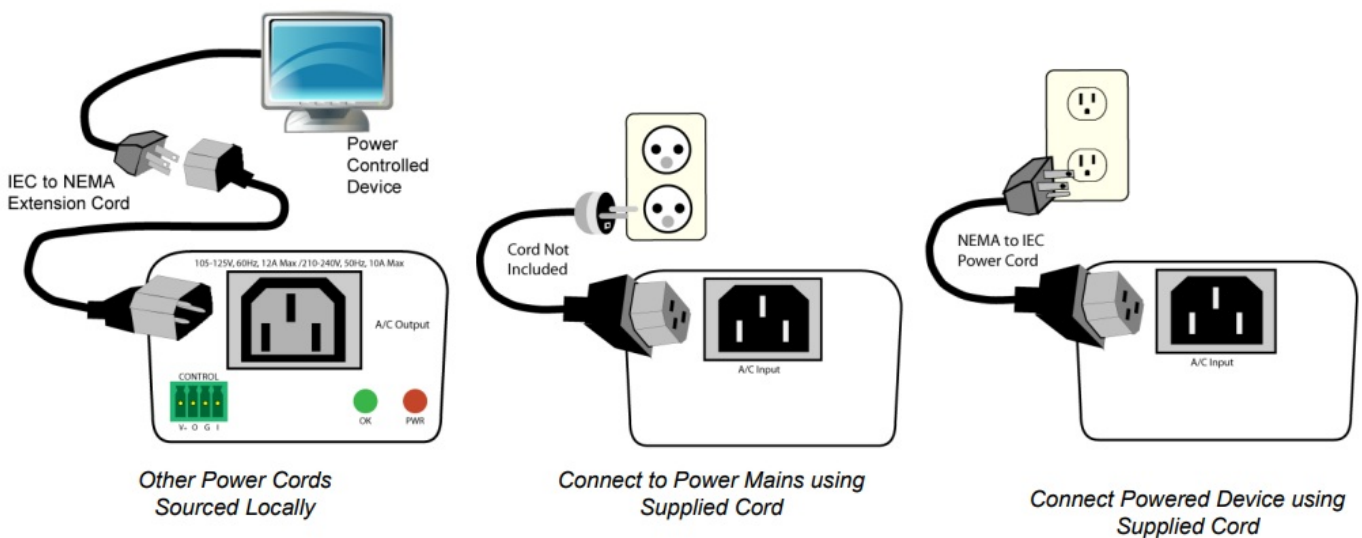 Power
Controlled
Device
IEC to NEMA
Extension Cord
105-125V, 60Hz, 12A Max /210-240V, 50Hz, 10A Max
A/C Output
CONTROL
V+ O G I
OK
PWR
Other Power Cords
Sourced Locally
Cord Not
Included
A/C Input
Connect to Power Mains using
Supplied Cord
NEMA to IEC
Power Cord
A/C Input
Connect Powered Device using
Supplied Cord